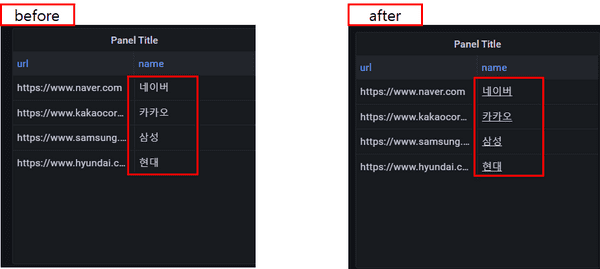 before
Panel Title
url name
https://www.naver.com 네이버
https://www.kakaocor... 카카오
https://www.samsung.... 삼성
https://www.hyundai.c... 현대
after
Panel Title
url name
https://www.naver.com 네이버
https://www.kakaocor... 카카오
https://www.samsung.... 삼성
https://www.hyundai.c... 현대